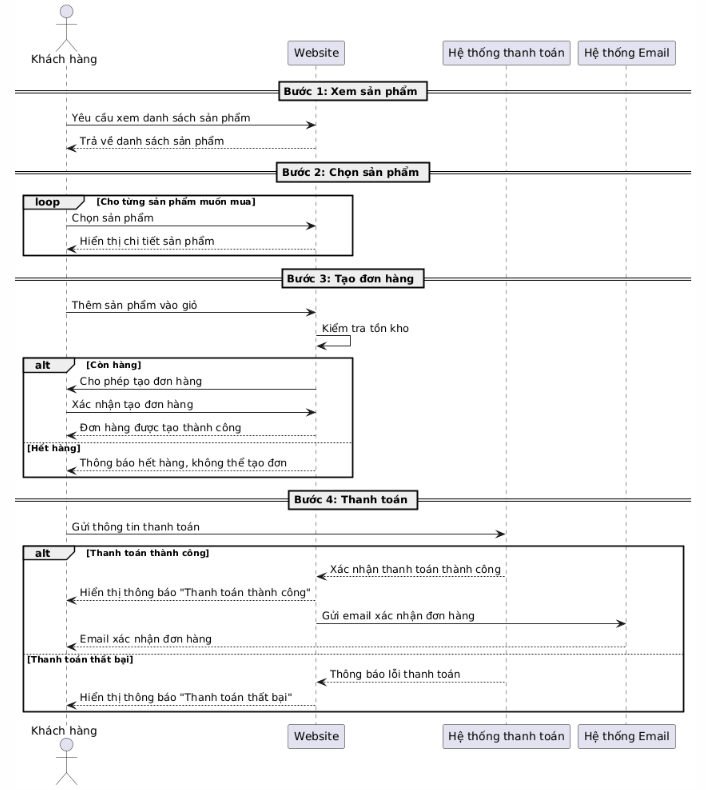 Khách hàng
Website
Hệ thống thanh toán
Hệ thống Email
Bước 1: Xem sản phẩm
Yêu cầu xem danh sách sản phẩm
Trả về danh sách sản phẩm
Bước 2: Chọn sản phẩm
loop [Cho từng sản phẩm muốn mua]
Chọn sản phẩm
Hiển thị chi tiết sản phẩm
Bước 3: Tạo đơn hàng
Thêm sản phẩm vào giỏ
Kiểm tra tồn kho
alt [Còn hàng]
Cho phép tạo đơn hàng
Xác nhận tạo đơn hàng
Đơn hàng được tạo thành công
[Hết hàng]
Thông báo hết hàng, không thể tạo đơn
Bước 4: Thanh toán
Gửi thông tin thanh toán
alt [Thanh toán thành công]
Xác nhận thanh toán thành công
Hiển thị thông báo "Thanh toán thành công"
Gửi email xác nhận đơn hàng
Email xác nhận đơn hàng
[Thanh toán thất bại]
Thông báo lỗi thanh toán
Hiển thị thông báo "Thanh toán thất bại"
Khách hàng
Website
Hệ thống thanh toán
Hệ thống Email